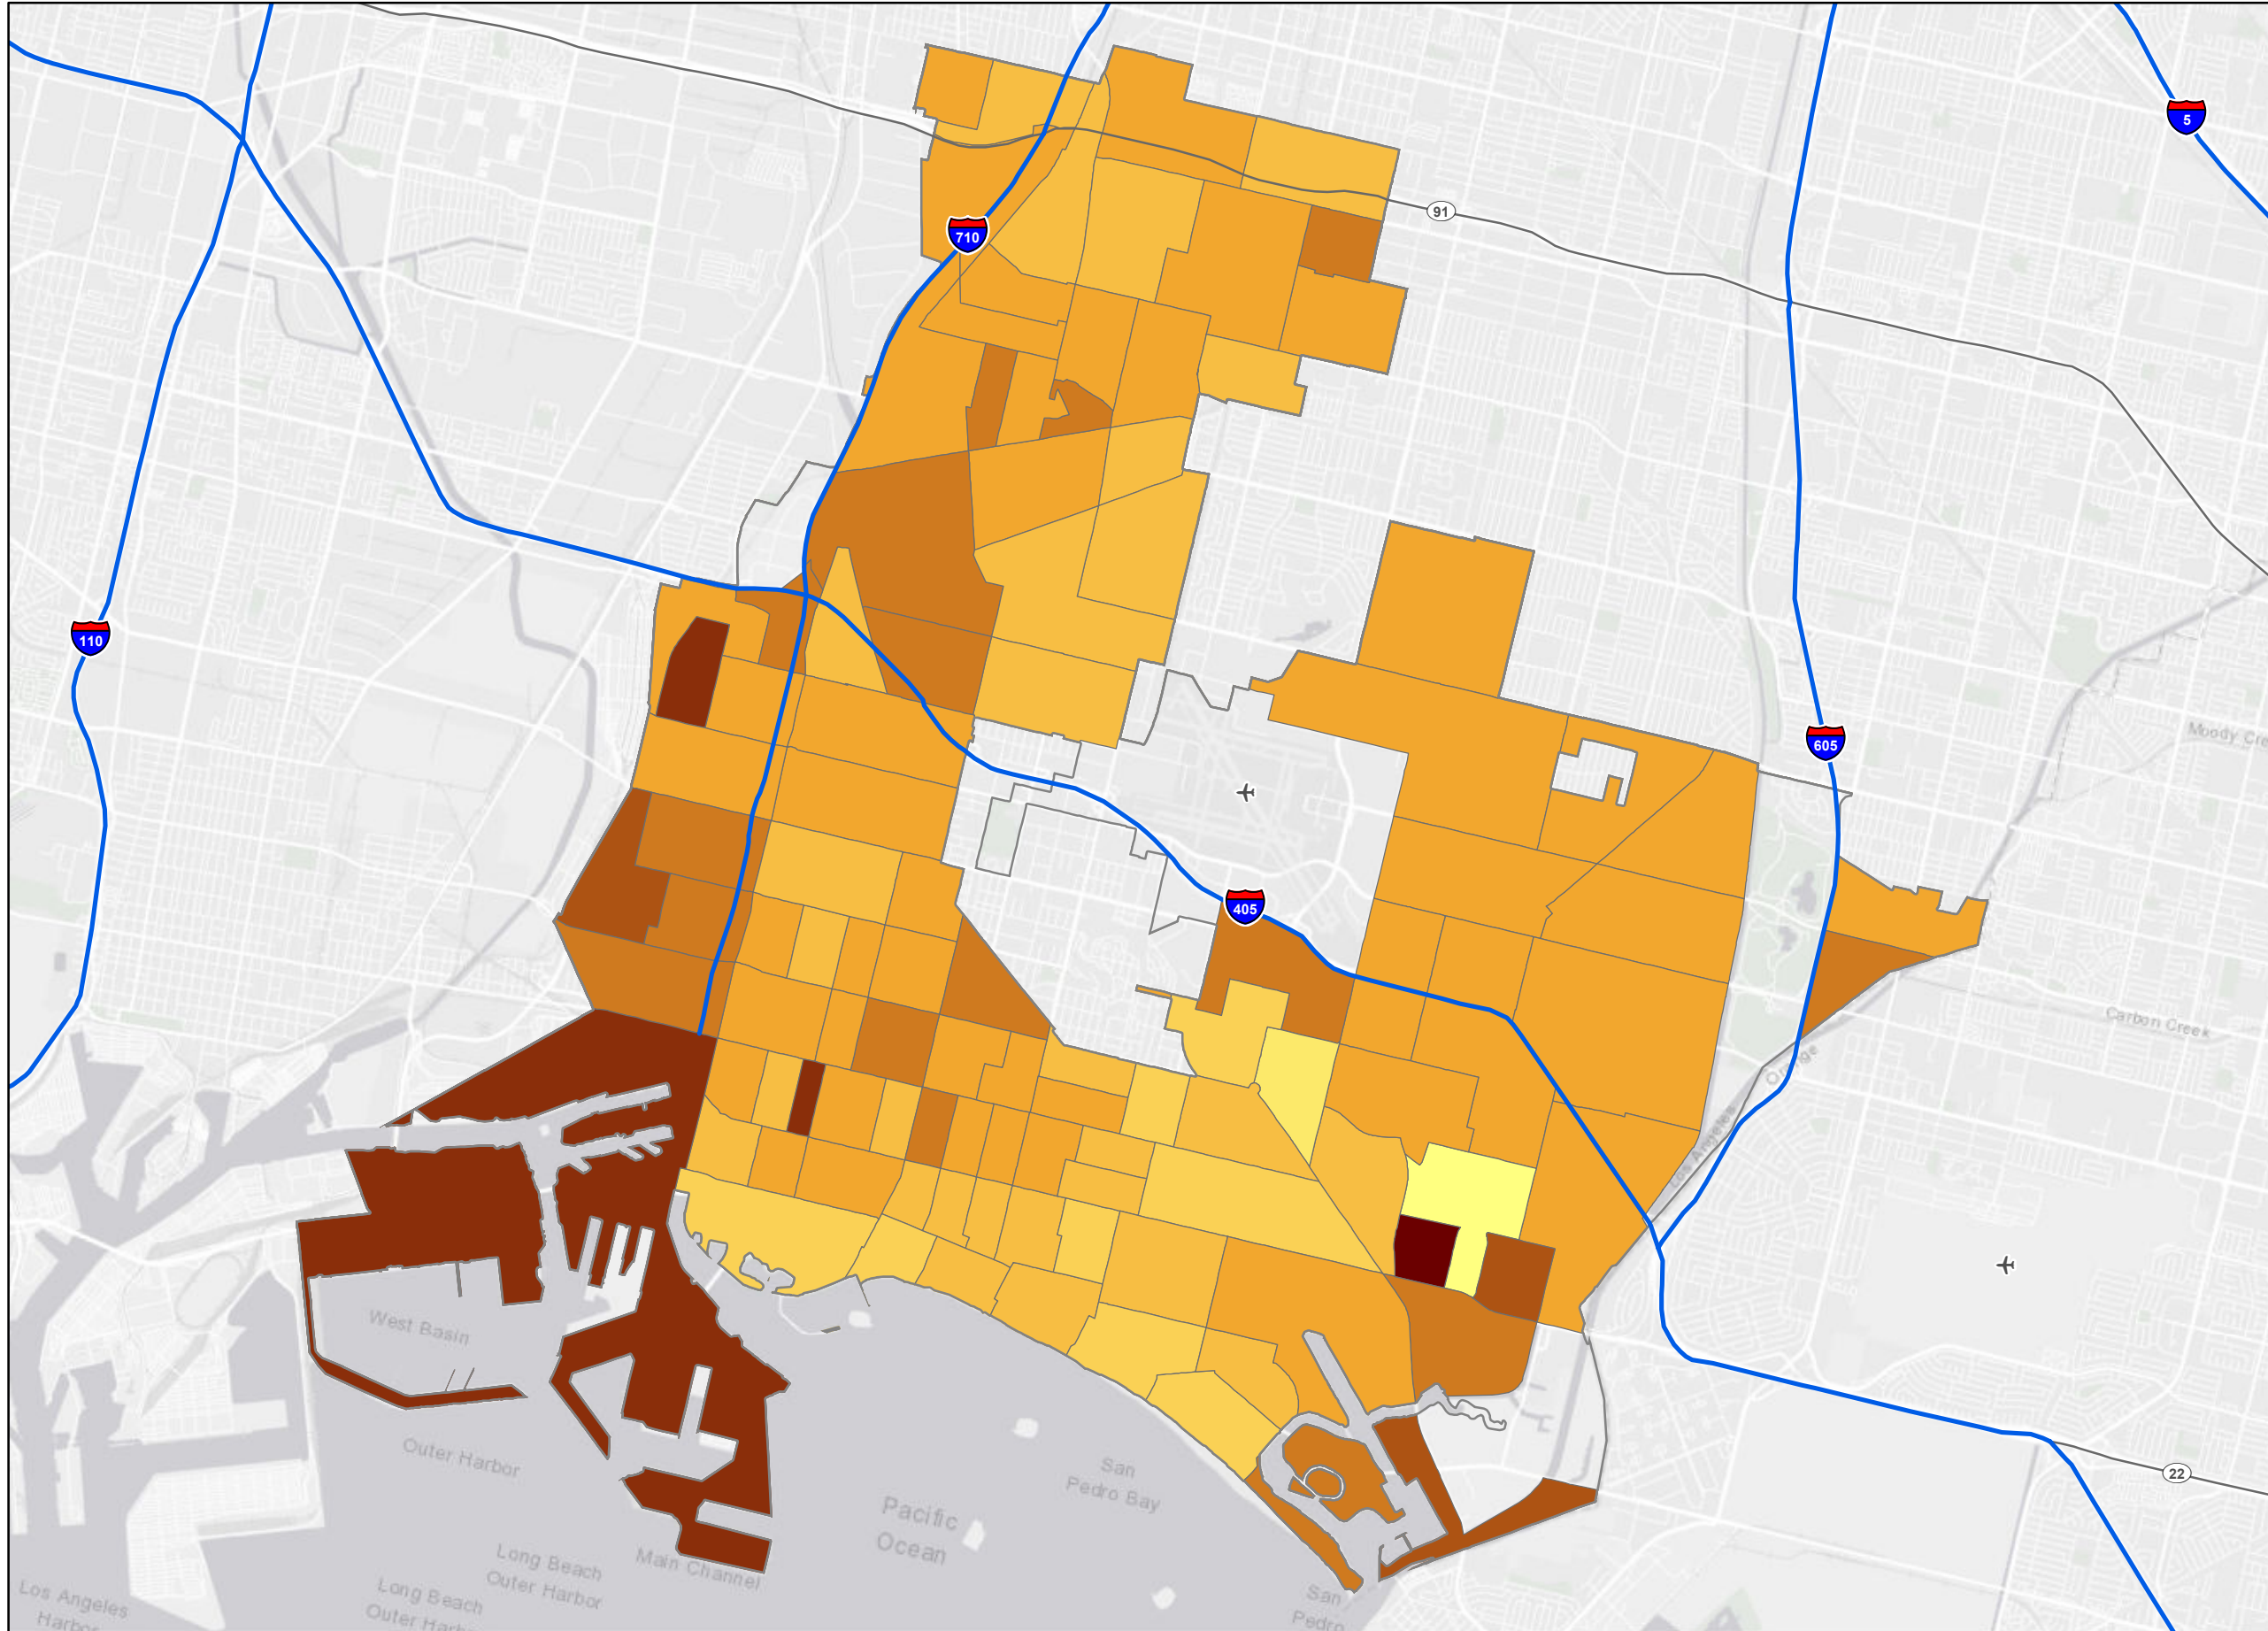 5
91
710
110
605
Moody Cre
405
Carbon Creek
Orange
Los Angeles
West Basin
Outer Harbor
San
Pedro Bay
22
Pacific
Ocean
Long Beach
Outer Harbor
Main Channel
Los Angeles
Harbor
Long Beach
Outer Harb
San
Pedro